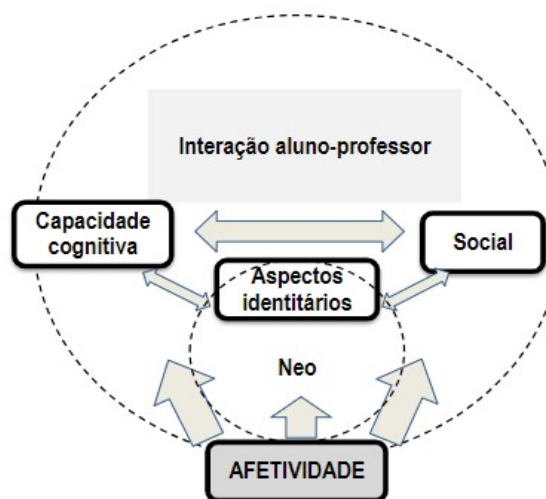 Interação aluno-professor
Capacidade
cognitiva
Social
Aspectos
identitários
Neo
AFETIVIDADE